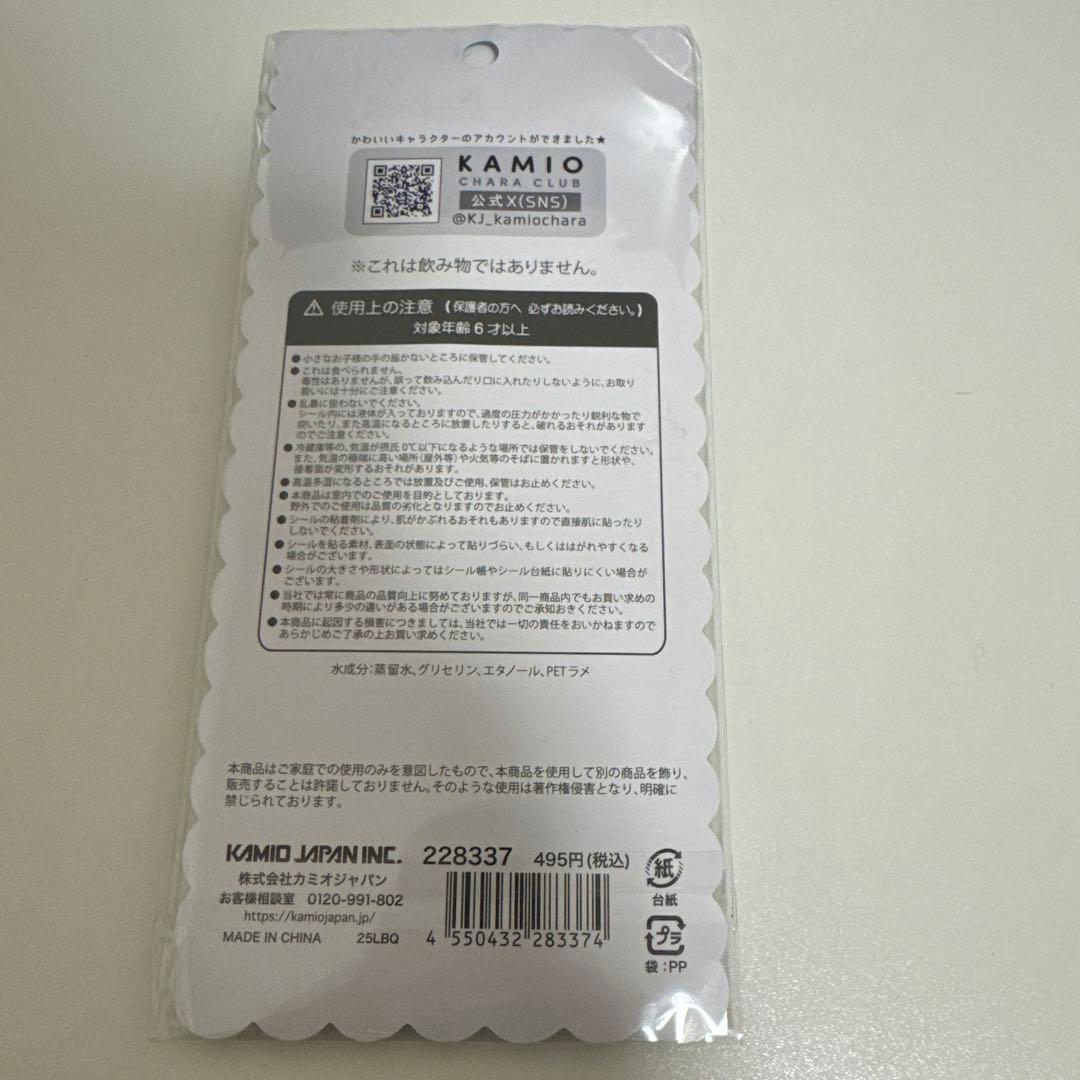 かわいいキャラクターのアカウントができました★
KAMIO
CHARA CLUB
公式X(SNS)
@KJ_kamiochara
※これは飲み物ではありません。
⚠ 使用上の注意 (保護者の方へ 必ずお読みください。)
対象年齢6才以上
●小さなお子様の手の届かないところに保管してください。
●これは食べられません。
毒性はありませんが、誤って飲み込んだり口に入れたりしないように、お取り
扱いには十分にご注意ください。
●乱暴に扱わないでください。
シール内には液体が入っておりますので、過度の圧力がかかったり鋭利な物で
突いたり、また高温になるところに放置したりすると、破れるおそれがあります
のでご注意ください。
●冷蔵庫等の、気温が摂氏0℃以下になるような場所では保管をしないでください。
また、気温の極端に高い場所(屋外等)や火気等のそばに置かれますと形状や、
接着面が変形するおそれがあります。
●高温多湿になるところでは放置及びご使用、保管はお止めください。
●本商品は室内でのご使用を目的としております。
野外でのご使用は品質の劣化となりますのでお止めください。
●シールの粘着剤により、肌がかぶれるおそれもありますので直接肌に貼ったり
しないでください。
●シールを貼る素材、表面の状態によって貼りづらい、もしくははがれやすくなる
場合がございます。
●シールの大きさや形状によってはシール帳やシール台紙に貼りにくい場合が
ございます。
●当社では常に商品の品質向上に努めておりますが、同一商品内でもお買い求めの
時期により多少の違いがある場合がございますのでご承知おきください。
●本商品に起因する損害につきましては、当社では一切の責任をおいかねますので
あらかじめご了承の上お買い求めください。
水成分:蒸留水、グリセリン、エタノール、PETラメ
本商品はご家庭での使用のみを意図したもので、本商品を使用して別の商品を飾り、
販売することは許諾しておりません。そのような使用は著作権侵害となり、明確に
禁じられております。
KAMIO JAPAN INC. 228337 495円(税込)
株式会社カミオジャパン
お客様相談室 0120-991-802
https://kamiojapan.jp/
MADE IN CHINA 25LBQ
4 550432 283374
紙
台紙
プラ
袋:PP